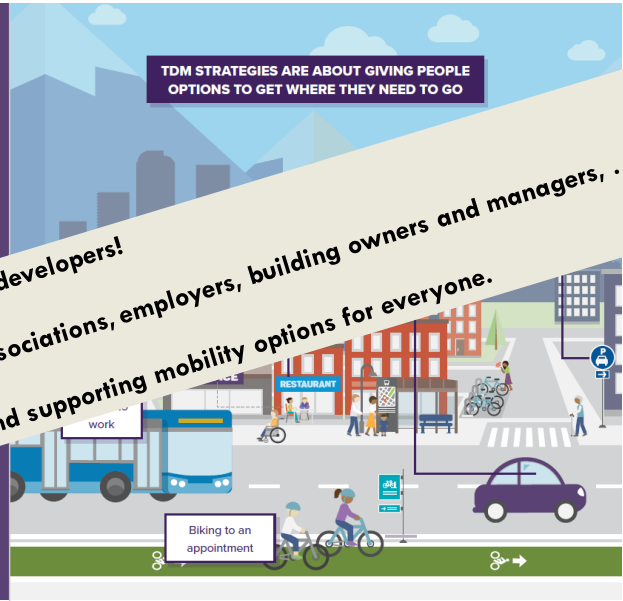 TDM STRATEGIES ARE ABOUT GIVING PEOPLE
OPTIONS TO GET WHERE THEY NEED TO GO
developers!
sociations, employers, building owners and managers, .
nd supporting mobility options for everyone.
RESTAURANT
P
work
Biking to an
appointment